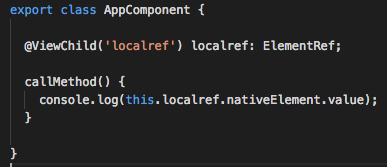 export class AppComponent {
@ViewChild('localref') localref: ElementRef;
callMethod() {
console.log(this.localref.nativeElement.value);
}
}